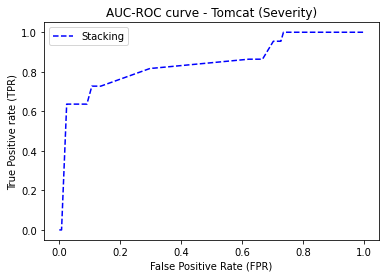 AUC-ROC curve - Tomcat (Severity)
Stacking
True Positive rate (TPR)
1.0
0.8
0.6
0.4
0.2
0.0
0.0 0.2 0.4 0.6 0.8 1.0
False Positive Rate (FPR)